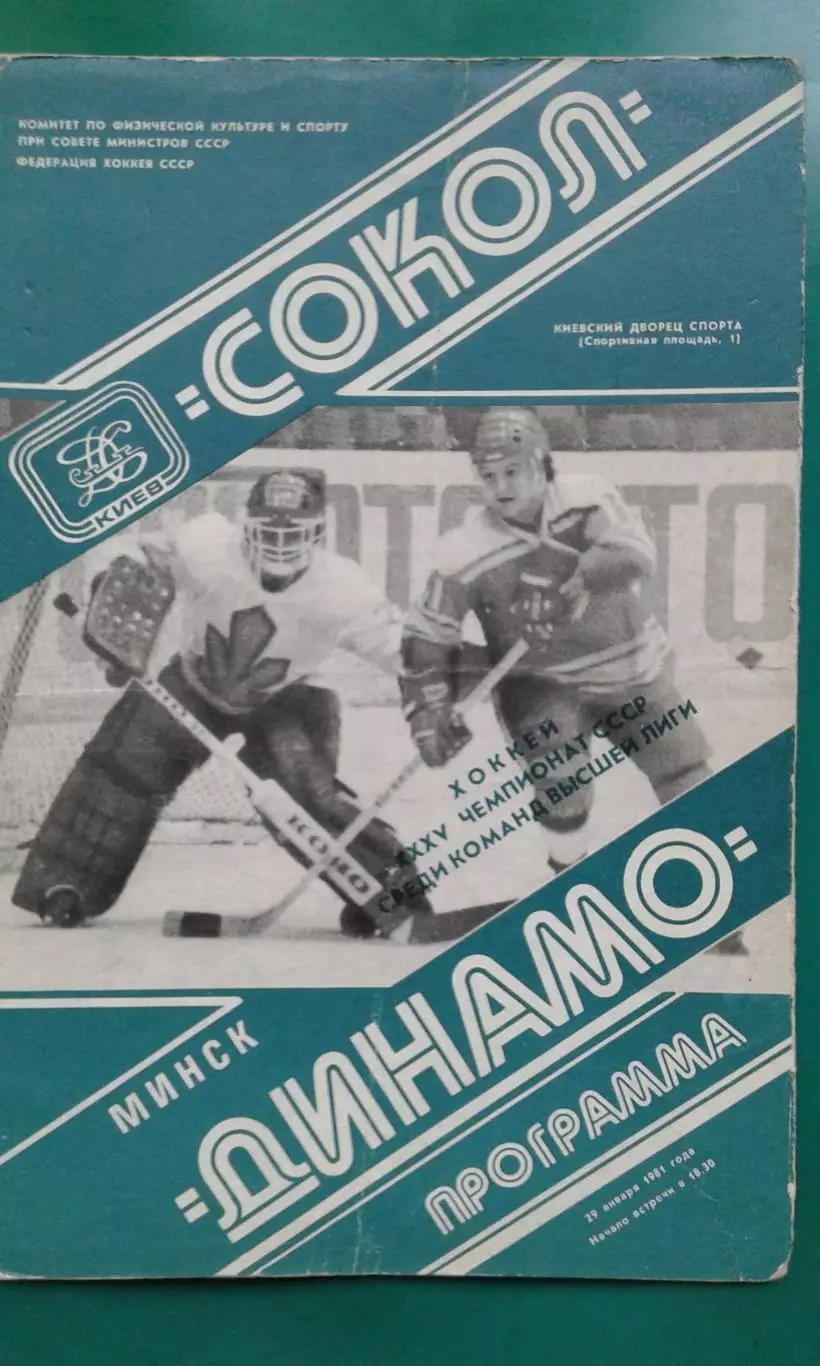 КОМИТЕТ ПО ФИЗИЧЕСКОЙ КУЛЬТУРЕ И СПОРТУ
ПРИ СОВЕТЕ МИНИСТРОВ СССР
ФЕДЕРАЦИЯ ХОККЕЯ СССР
"СОКОЛ"
КИЕВСКИЙ ДВОРЕЦ СПОРТА
[Спортивная площадь, 1]
КИЕВ
ХОККЕЙ
XXXV ЧЕМПИОНАТ СССР
СРЕДИ КОМАНД ВЫСШЕЙ ЛИГИ
КОНО
МИНСК
"ДИНАМО"
ПРОГРАММА
29 января 1981 года
Начало встречи в 18.30